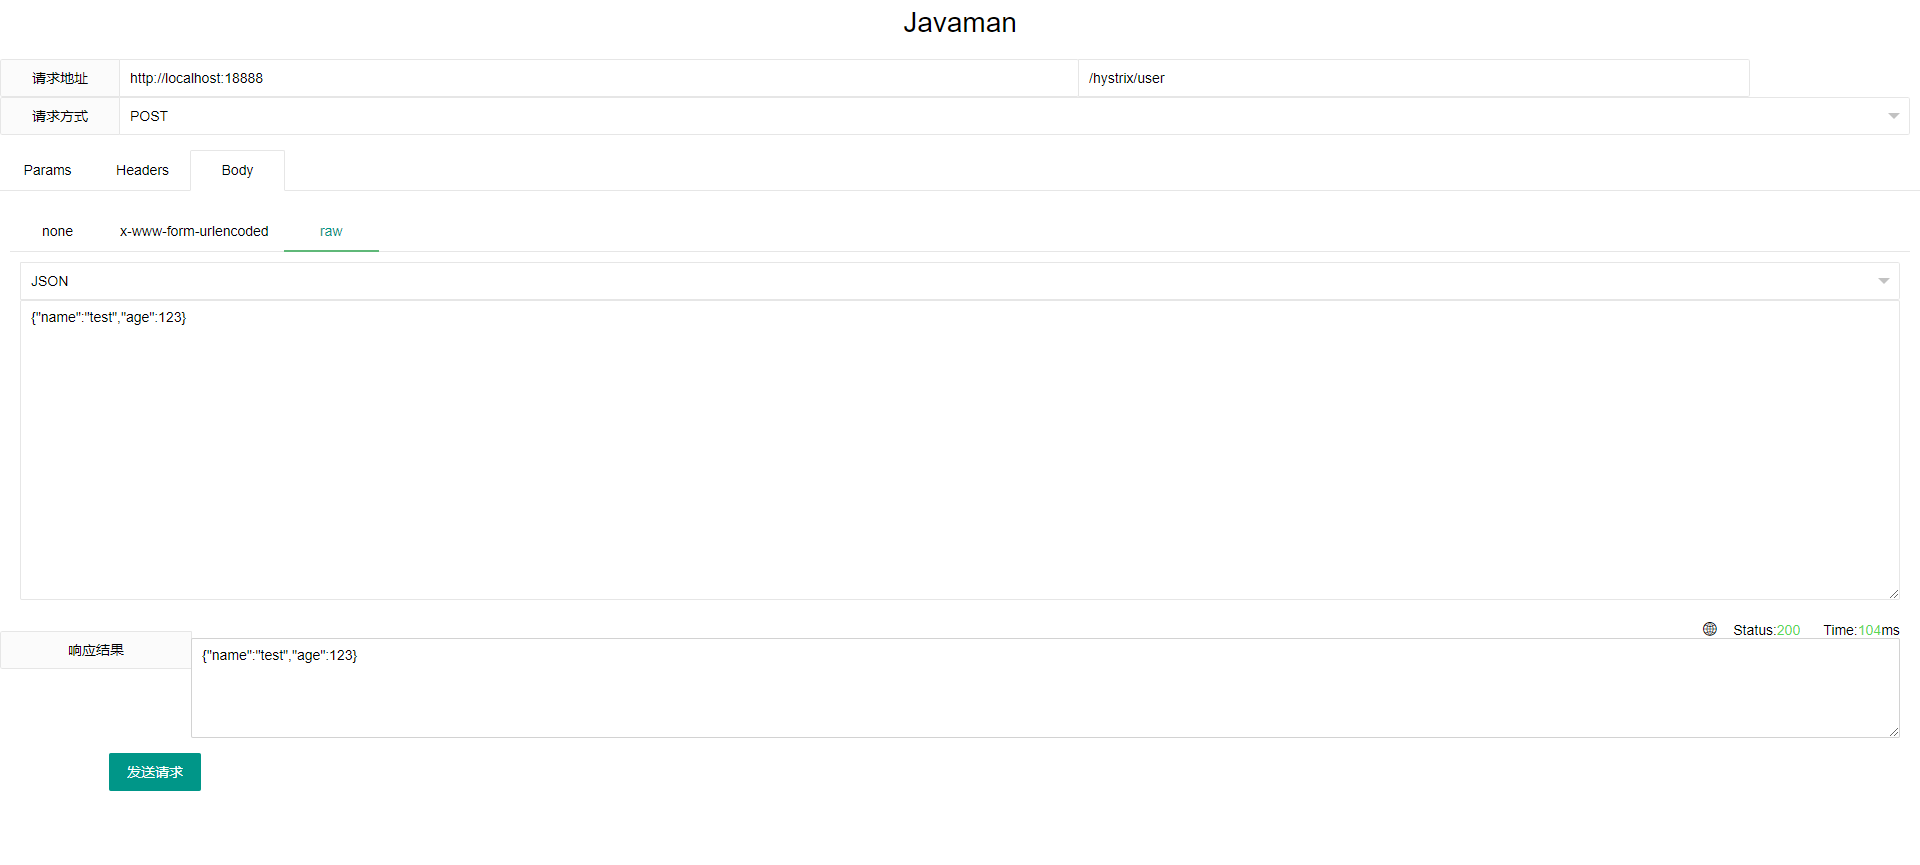 Javaman
请求地址 http://localhost:18888 /hystrix/user
请求方式 POST
Params Headers Body
none x-www-form-urlencoded raw
JSON
{"name":"test","age":123}
Status:200 Time:104ms
响应结果 {"name":"test","age":123}
发送请求